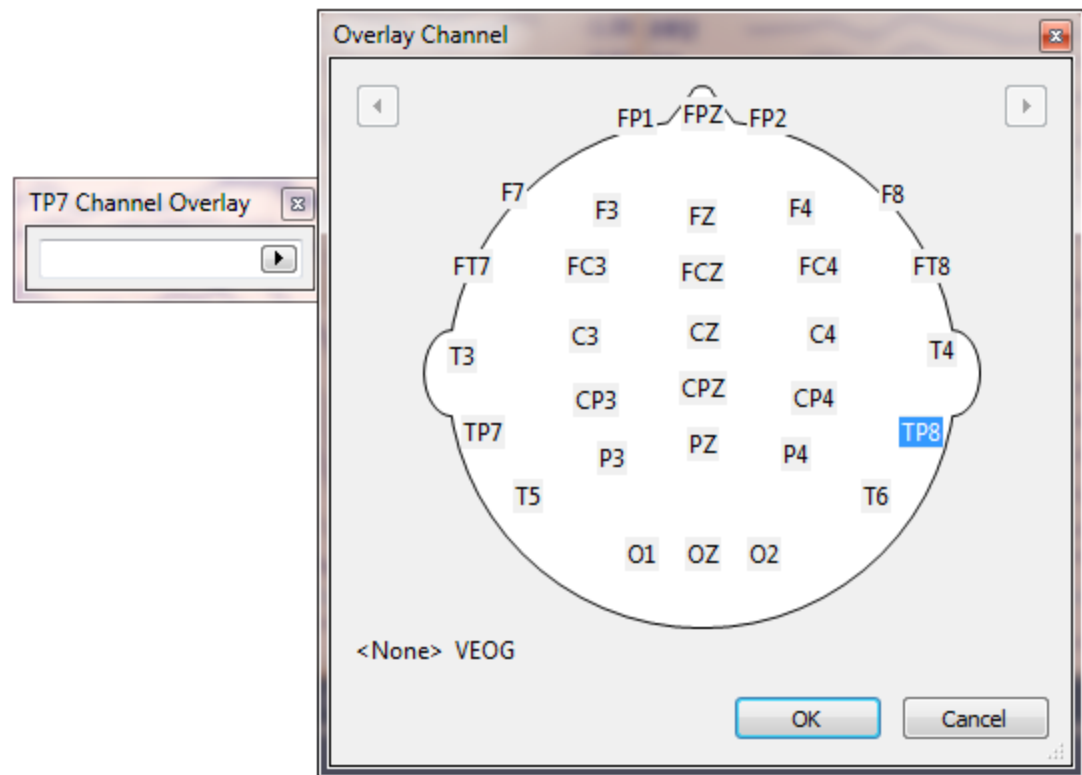 Overlay Channel
FP1 FPZ FP2
TP7 Channel Overlay
F7 F3 FZ F4 F8
FT7 FC3 FCZ FC4 FT8
T3 C3 CZ C4 T4
CP3 CPZ CP4
TP7 P3 PZ P4 TP8
T5 T6
O1 OZ O2
<None> VEOG
OK Cancel